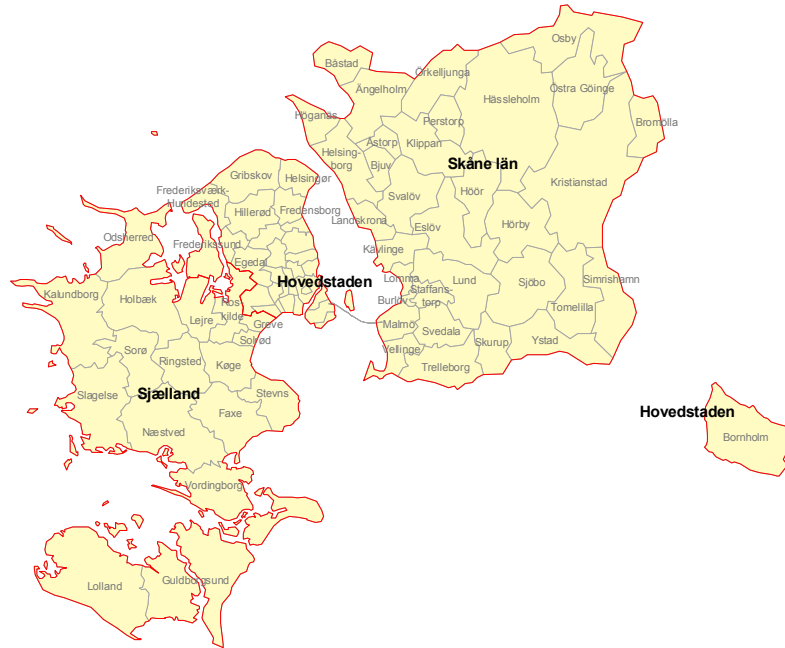 Osby
Båstad
Örkelljunga
Ängelholm
Östra Göinge
Hässleholm
Höganäs
Perstorp
Bromölla
Åstorp
Klippan
Helsing-
borg
Bjuv
Skåne län
Kristianstad
Gribskov
Helsingør
Svalöv
Höör
Frederiksværk-
Hundested
Hillerød
Fredensborg
Landskrona
Eslöv
Hörby
Odsherred
Frederikssund
Kävlinge
Egedal
Hovedstaden
Lomma
Lund
Sjöbo
Simrishamn
Kalundborg
Holbæk
Ros
kilde
Staffans-
torp
Burlöv
Tomelilla
Lejre
Greve
Malmö
Svedala
Solrød
Skurup
Ystad
Sorø
Ringsted
Køge
Vellinge
Trelleborg
Slagelse
Sjælland
Stevns
Faxe
Hovedstaden
Næstved
Bornholm
Vordingborg
Lolland
Guldborgsund